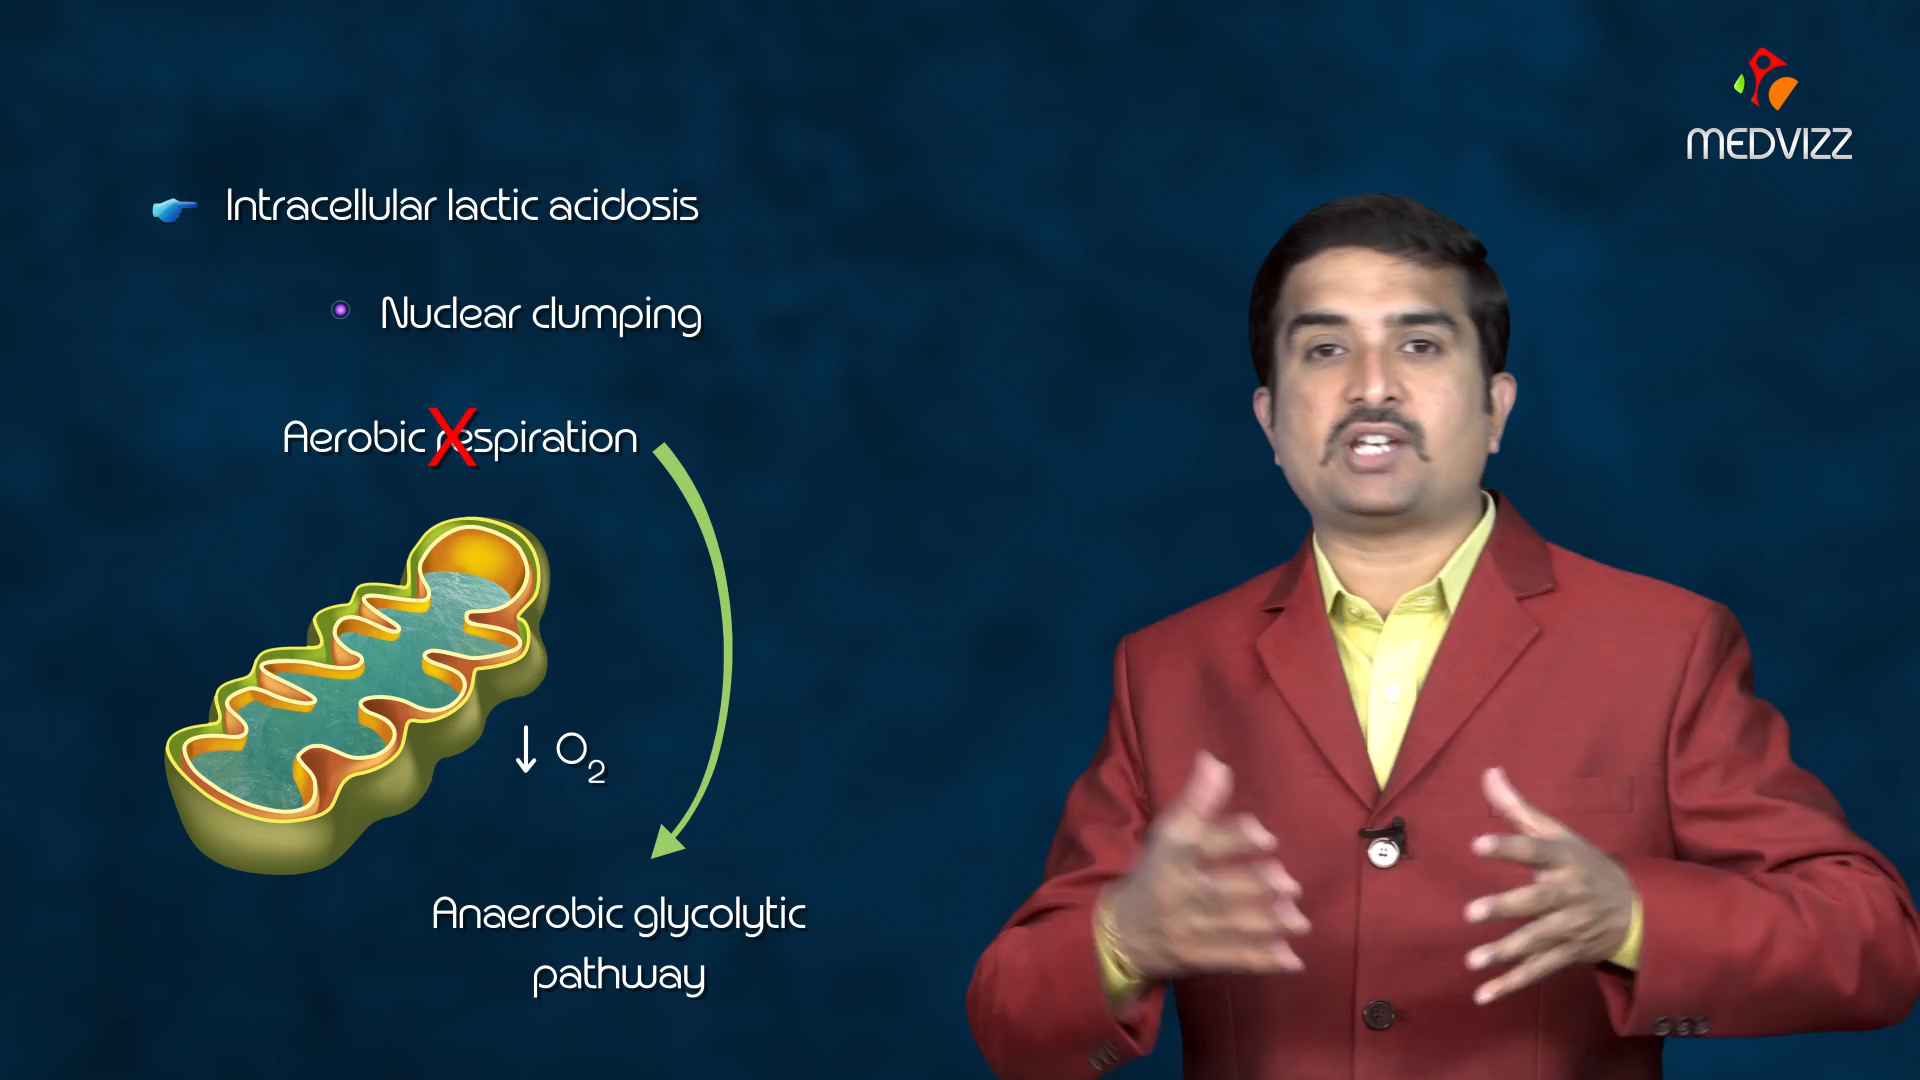 MEDVIZZ
Intracellular lactic acidosis
Nuclear clumping
Aerobic respiration
X
↓ O₂
Anaerobic glycolytic
pathway